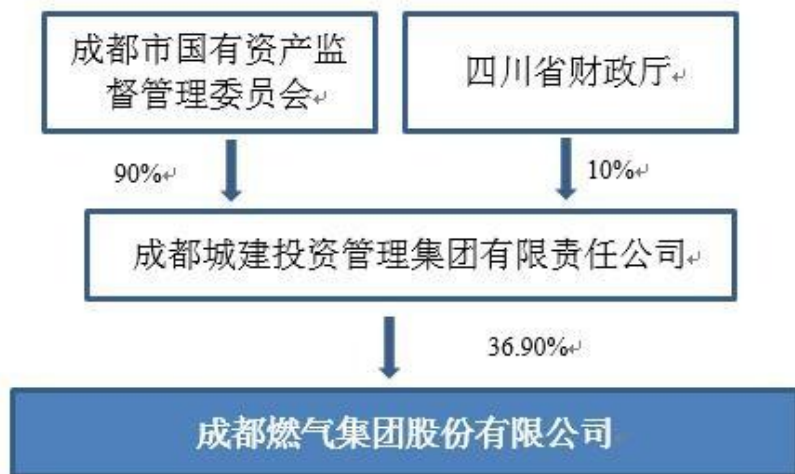 成都市国有资产监
督管理委员会
四川省财政厅
90%
10%
成都城建投资管理集团有限责任公司
36.90%
成都燃气集团股份有限公司